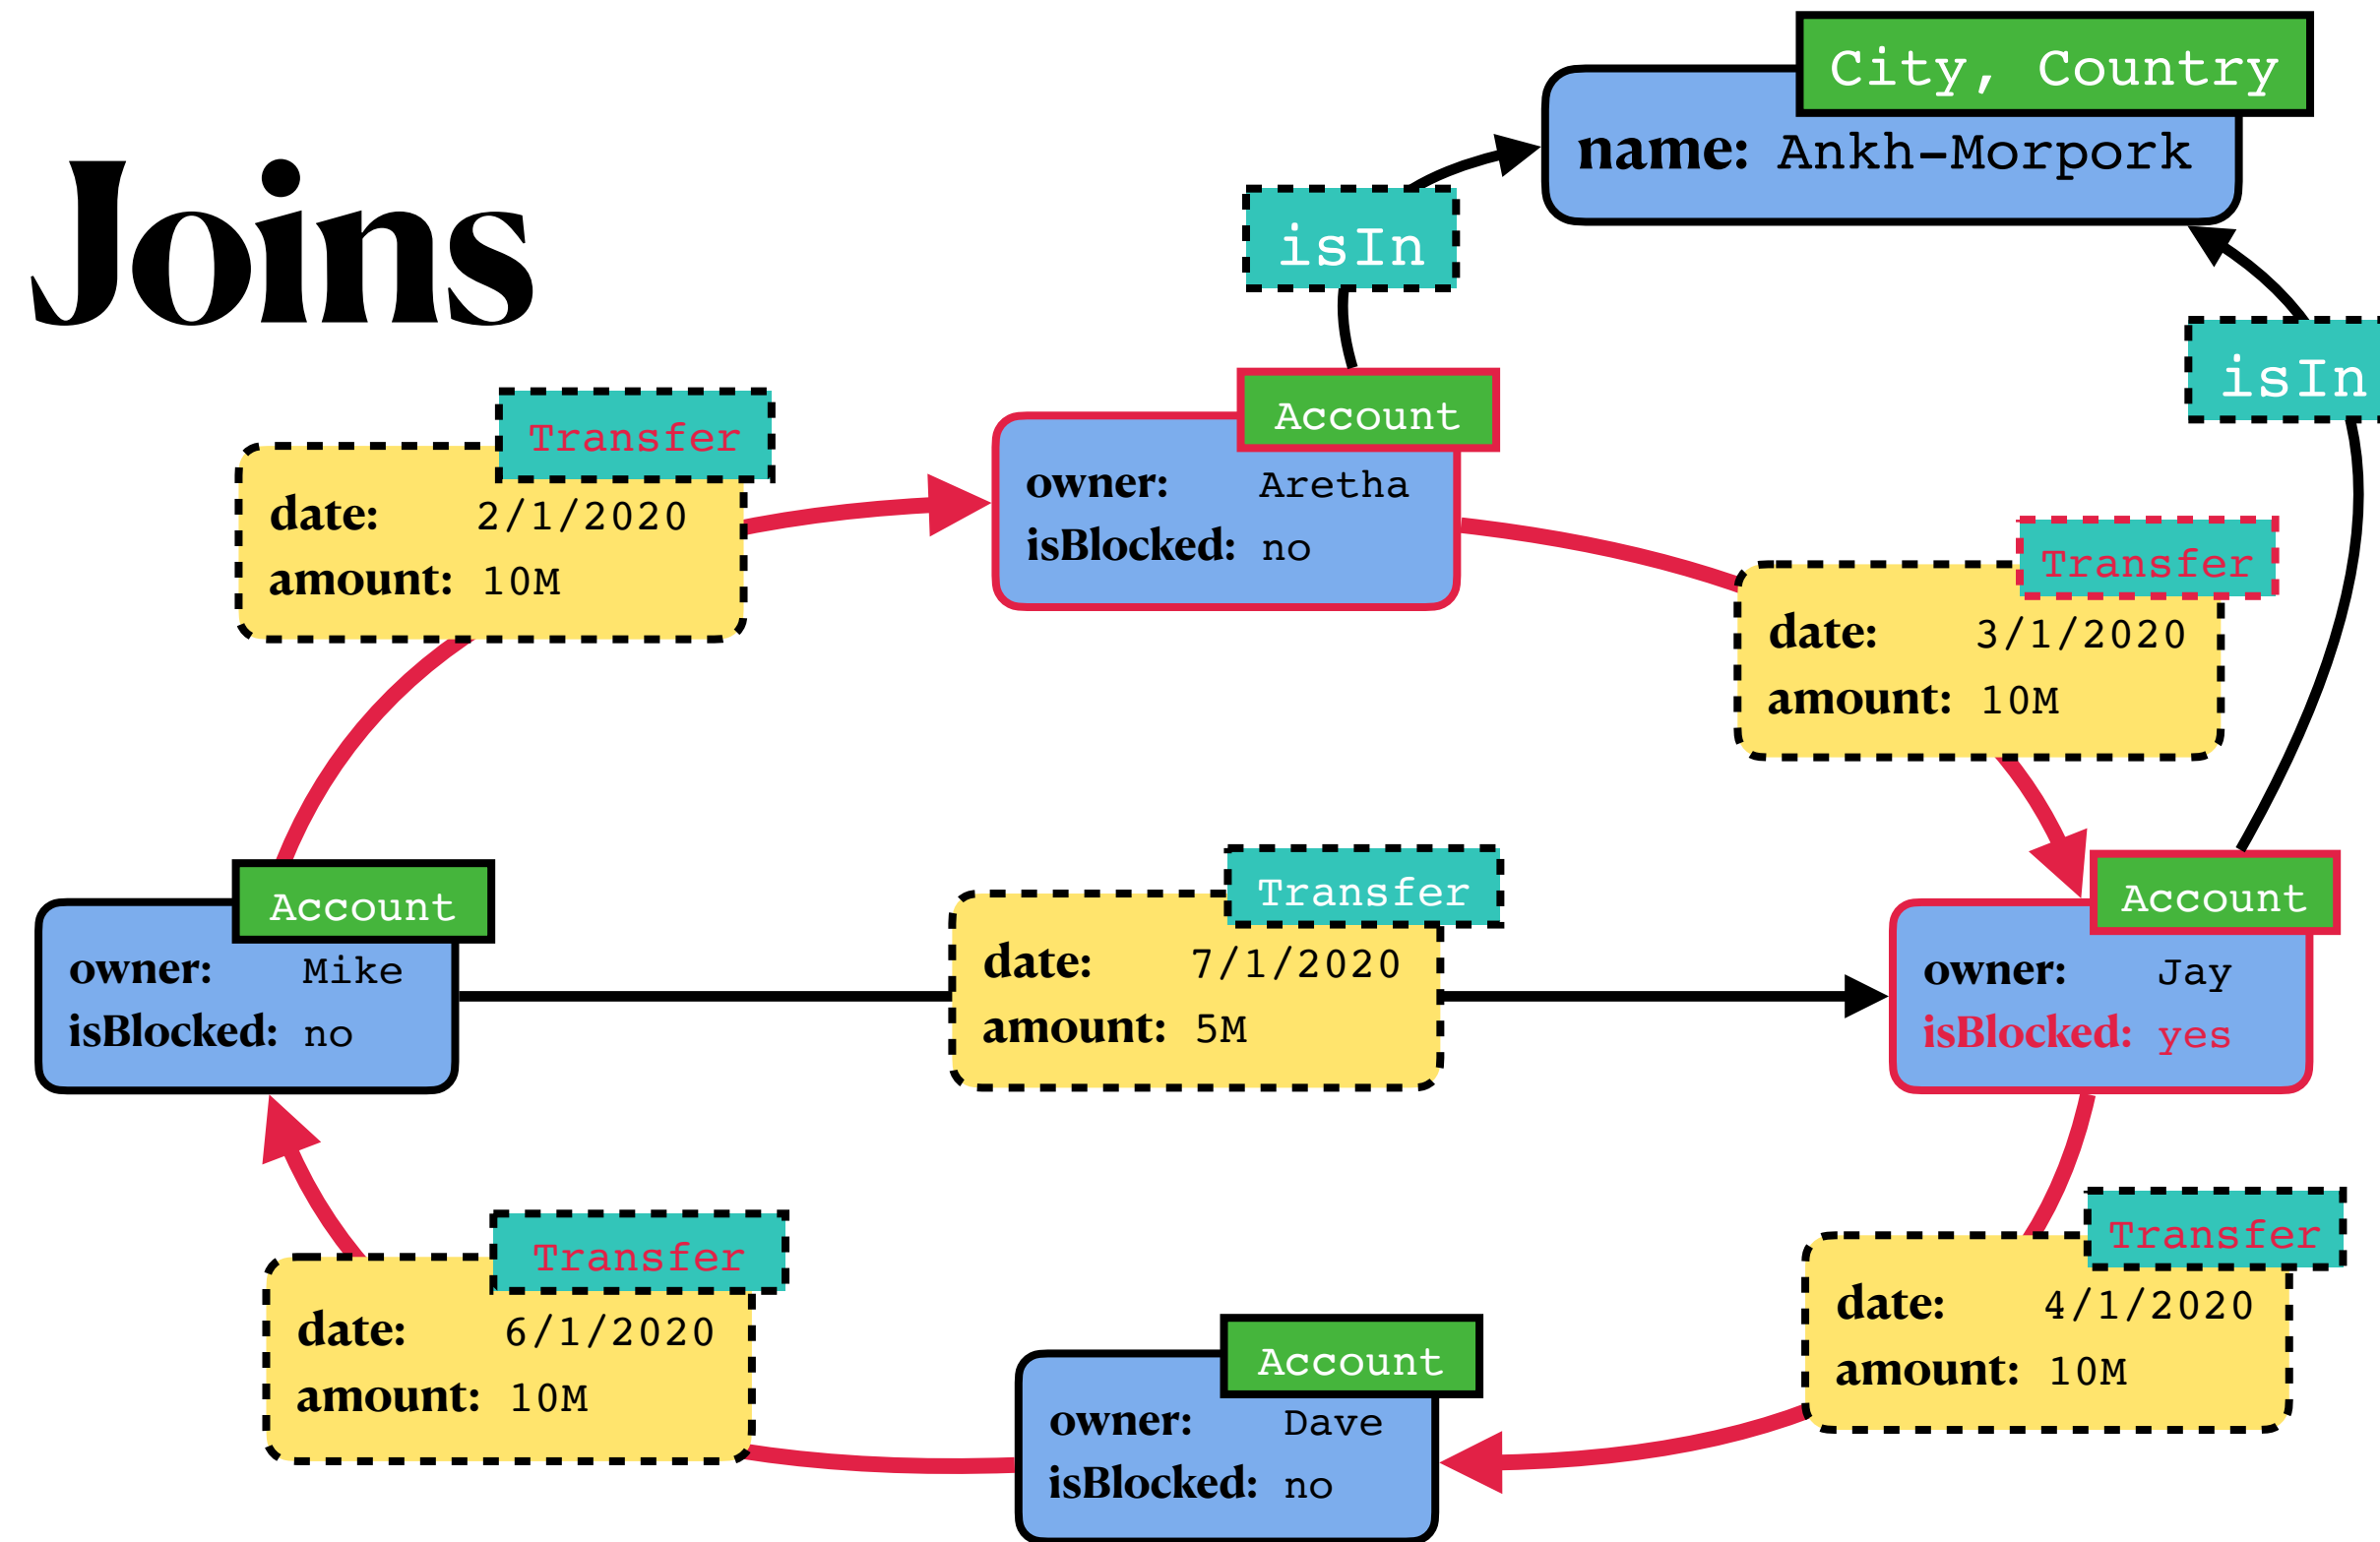 City, Country
name: Ankh-Morpork
Joins
isIn
isIn
Account
owner: Aretha
isBlocked: no
Transfer
date: 2/1/2020
amount: 10M
Transfer
date: 3/1/2020
amount: 10M
Account
owner: Mike
isBlocked: no
Transfer
date: 7/1/2020
amount: 5M
Account
owner: Jay
isBlocked: yes
Transfer
date: 6/1/2020
amount: 10M
Account
owner: Dave
isBlocked: no
Transfer
date: 4/1/2020
amount: 10M